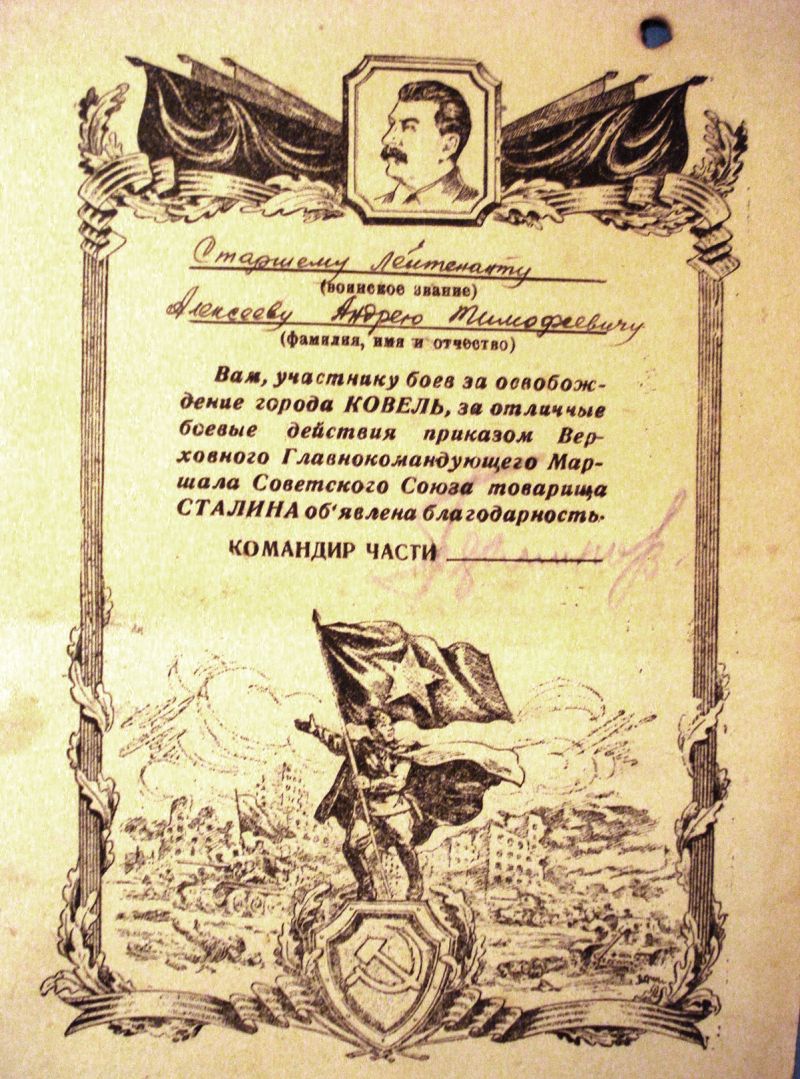 Старшему лейтенанту
(воинское звание)
Алексееву Андрею Тимофеевичу
(фамилия, имя и отчество)
Вам, участнику боев за освобож-
дение города КОВЕЛЬ, за отличные
боевые действия приказом Вер-
ховного Главнокомандующего Мар-
шала Советского Союза товарища
СТАЛИНА об'явлена благодарность.
КОМАНДИР ЧАСТИ